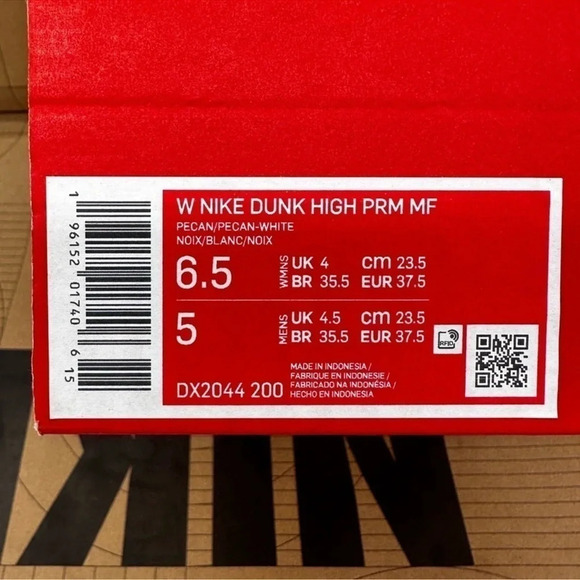 W NIKE DUNK HIGH PRM MF
PECAN/PECAN-WHITE
NOIX/BLANC/NOIX
6.5 WMNS UK 4 cm 23.5
BR 35.5 EUR 37.5
5 MENS UK 4.5 cm 23.5
BR 35.5 EUR 37.5
RFID
DX2044 200
MADE IN INDONESIA /
FABRIQUE EN INDONESIE /
FABRICADO NA INDONÉSIA /
HECHO EN INDONESIA
1 96152 01740 6 15